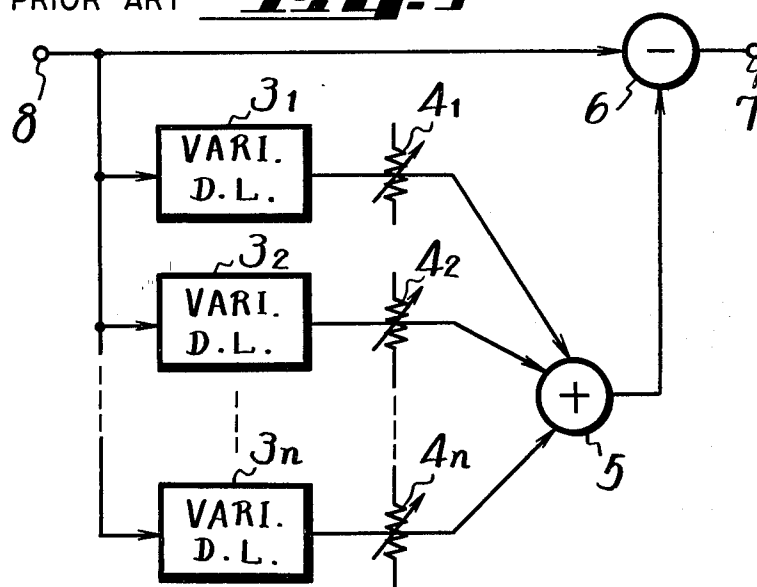 PRIOR ART
8
6
7
3₁
VARI.
D.L.
4₁
3₂
VARI.
D.L.
4₂
5
3n
VARI.
D.L.
4n